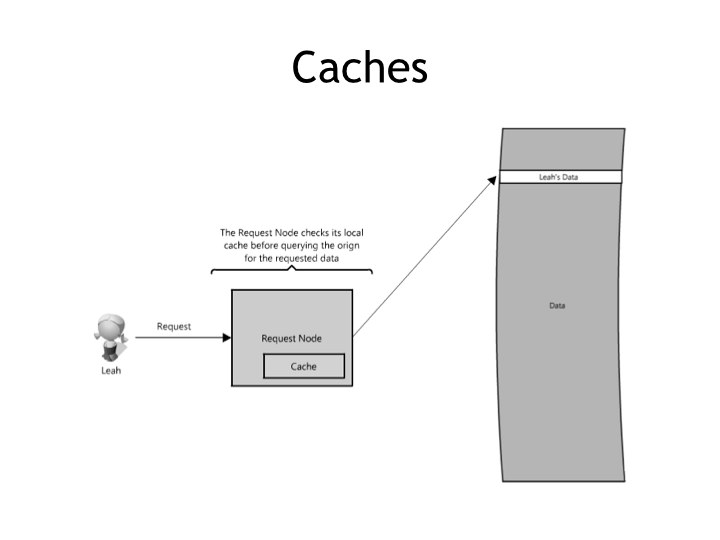 Caches
Leah's Data
The Request Node checks its local
cache before querying the orign
for the requested data
Data
Request
Request Node
Cache
Leah